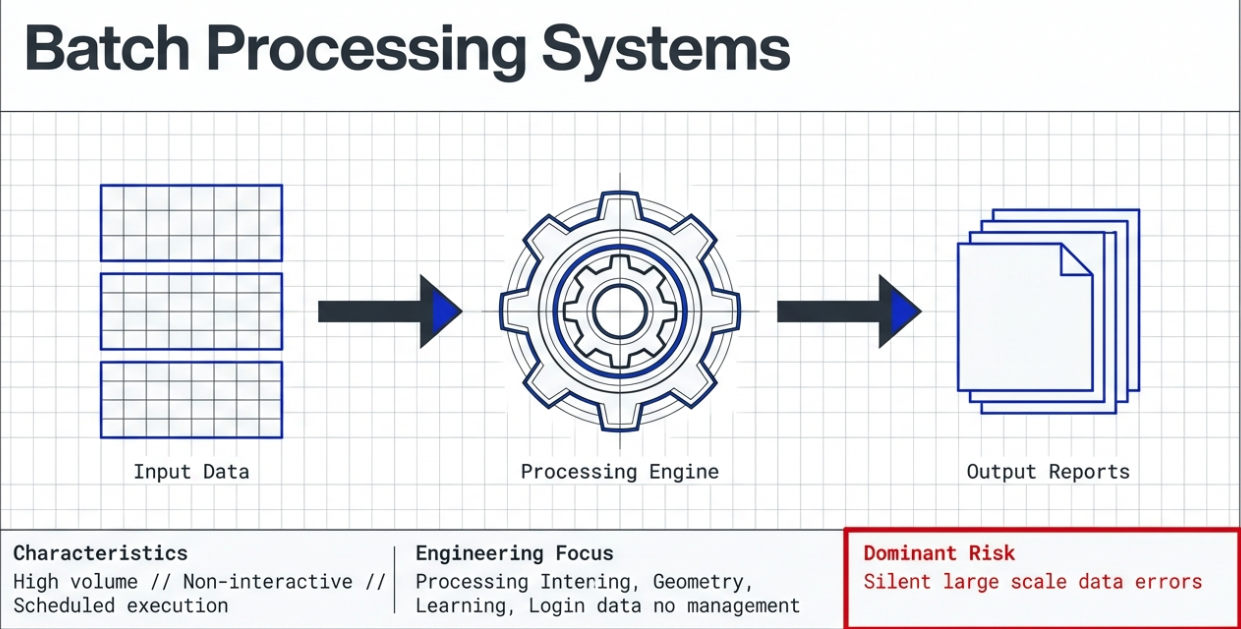 Batch Processing Systems
Input Data
Processing Engine
Output Reports
Characteristics
High volume // Non-interactive //
Scheduled execution
Engineering Focus
Processing Intening, Geometry,
Learning, Login data no management
Dominant Risk
Silent large scale data errors